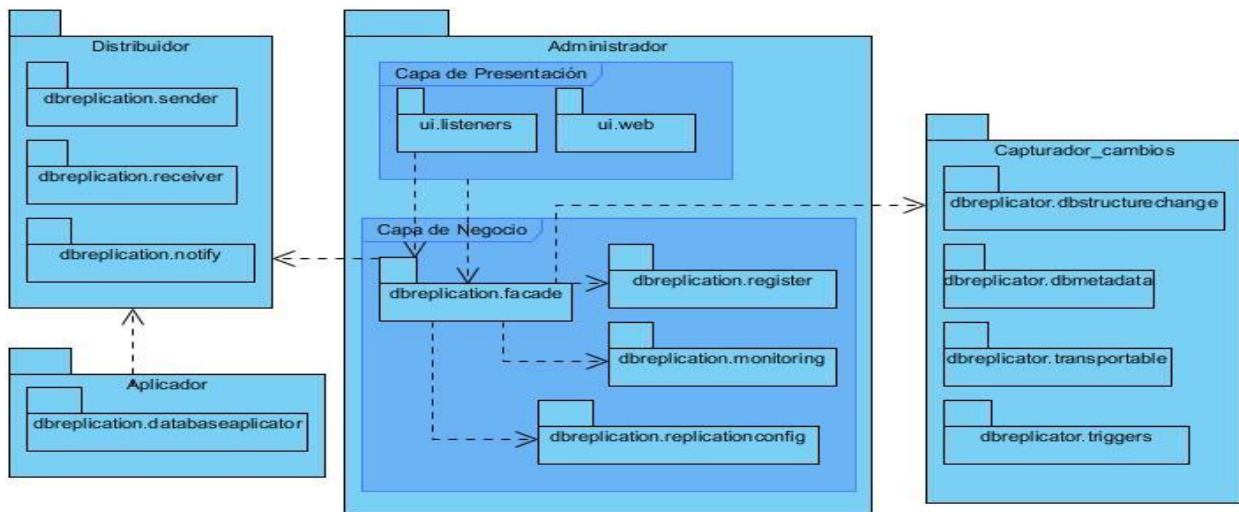 Distribuidor
dbreplication.sender
dbreplication.receiver
dbreplication.notify
Aplicador
dbreplication.databaseaplicator
Administrador
Capa de Presentación
ui.listeners
ui.web
Capa de Negocio
dbreplication.facade
dbreplication.register
dbreplication.monitoring
dbreplication.replicationconfig
Capturador_cambios
dbreplicator.dbstructurechange
dbreplicator.dbmetadata
dbreplicator.transportable
dbreplicator.triggers